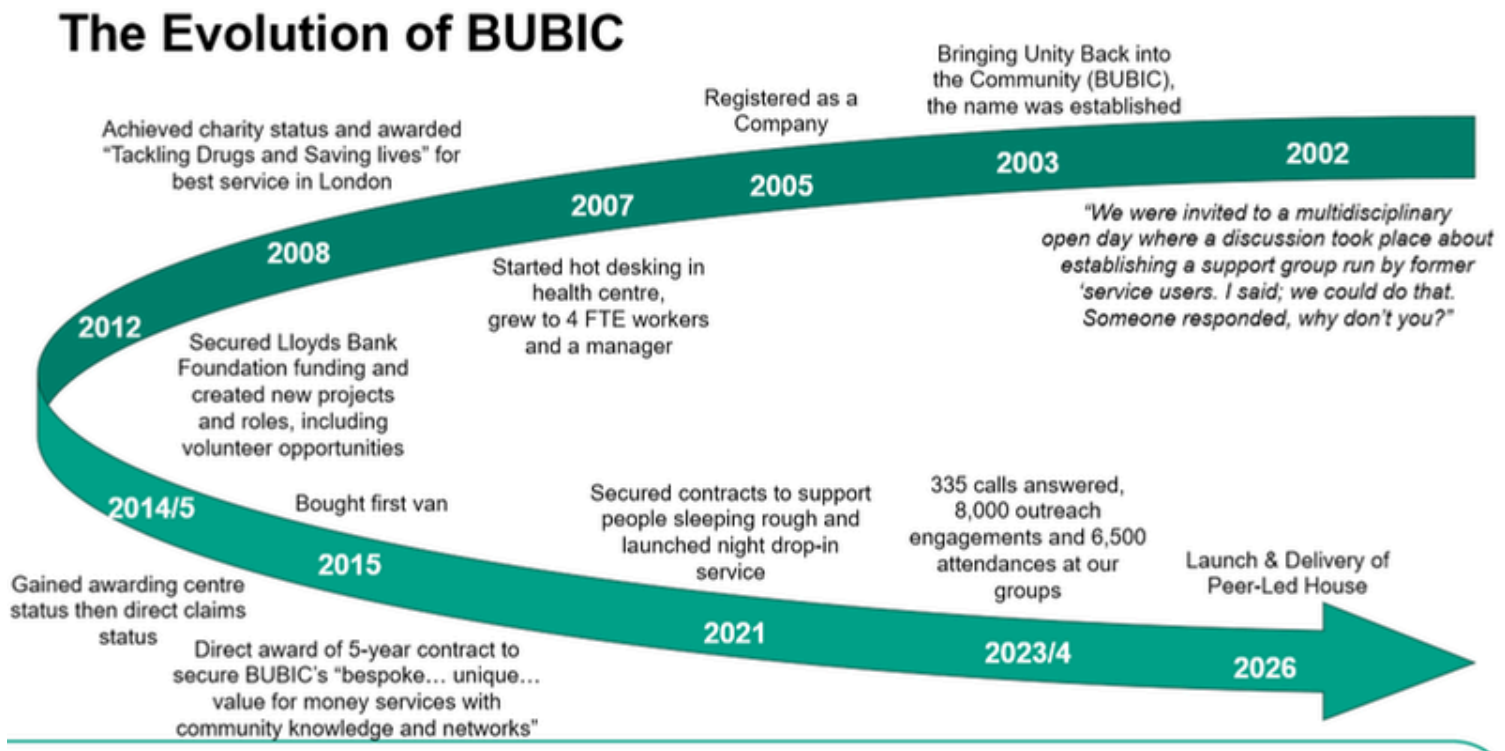 The Evolution of BUBIC
2002
“We were invited to a multidisciplinary
open day where a discussion took place about
establishing a support group run by former
‘service users. I said; we could do that.
Someone responded, why don’t you?”
Bringing Unity Back into
the Community (BUBIC),
the name was established
2003
Registered as a
Company
2005
2007
Started hot desking in
health centre,
grew to 4 FTE workers
and a manager
Achieved charity status and awarded
“Tackling Drugs and Saving lives” for
best service in London
2008
2012
Secured Lloyds Bank
Foundation funding and
created new projects
and roles, including
volunteer opportunities
2014/5
Gained awarding centre
status then direct claims
status
Bought first van
2015
Direct award of 5-year contract to
secure BUBIC’s “bespoke… unique…
value for money services with
community knowledge and networks”
Secured contracts to support
people sleeping rough and
launched night drop-in
service
2021
335 calls answered,
8,000 outreach
engagements and 6,500
attendances at our
groups
2023/4
Launch & Delivery of
Peer-Led House
2026